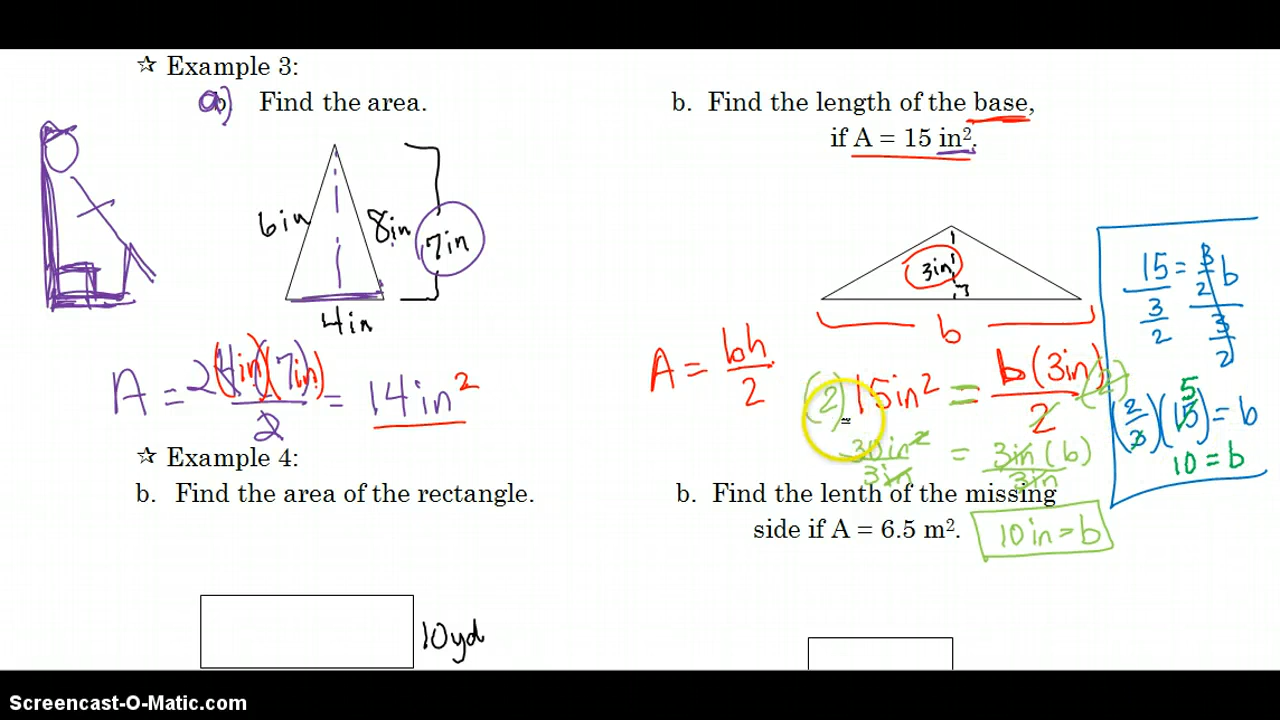 ☆ Example 3:
a) Find the area.
6in
8in
7in
4in
A = 2(4in)(7in) / 2 = 14in²
b. Find the length of the base,
if A = 15 in².
3in
b
A = bh / 2
(2) 15in² = b(3in) / 2 (2)
30in² / 3in = 3in(b) / 3in
10in = b
15 = 3/2 b
3/2 3/2
(2/3)(15) = b
5
10 = b
☆ Example 4:
b. Find the area of the rectangle.
10yd
b. Find the lenth of the missing
side if A = 6.5 m².
Screencast-O-Matic.com